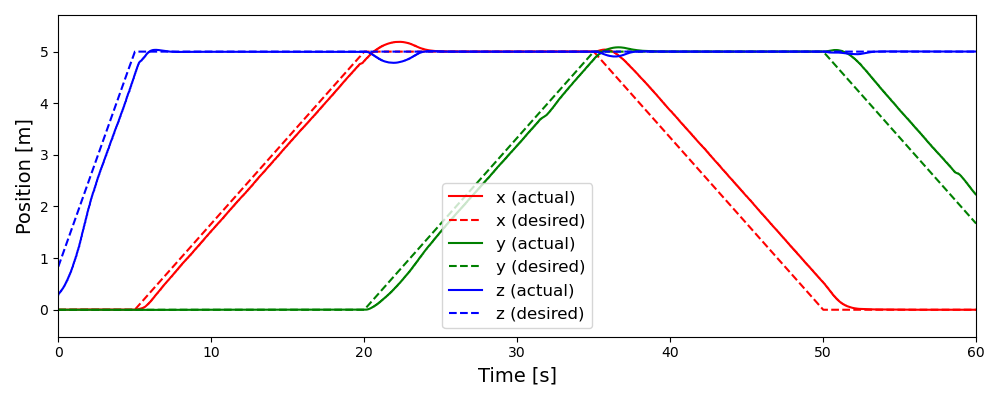 Position [m]
5
4
3
2
1
0
x (actual)
x (desired)
y (actual)
y (desired)
z (actual)
z (desired)
0
10
20
30
40
50
60
Time [s]